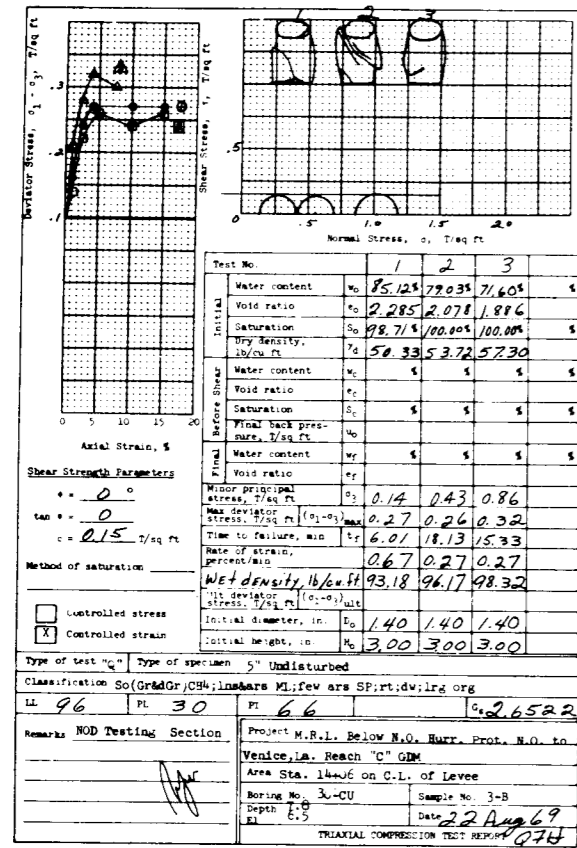 Deviator Stress, σ1 - σ3, T/sq ft
.3
.2
.1
0 5 10 15 20
Axial Strain, %
Shear Stress, τ, T/sq ft
1 2 3
.5
0 .5 1.0 1.5 2.0
Normal Stress, σ, T/sq ft
Shear Strength Parameters
φ = 0 °
tan φ = 0
c = 0.15 T/sq ft
Method of saturation
Controlled stress
X Controlled strain
Test No. 1 2 3
Initial
Water content w0 85.12% 79.03% 71.60% %
Void ratio e0 2.285 2.078 1.886
Saturation S0 98.71% 100.00% 100.00% %
Dry density, lb/cu ft γd 50.33 53.72 57.30
Before Shear
Water content wc % % % %
Void ratio ec
Saturation Sc % % % %
Final back pressure, T/sq ft u0
Final
Water content wf % % % %
Void ratio ef
Minor principal stress, T/sq ft σ3 0.14 0.43 0.86
Max deviator stress, T/sq ft (σ1-σ3)max 0.27 0.26 0.32
Time to failure, min tf 6.01 18.13 15.33
Rate of strain, percent/min 0.67 0.27 0.27
Wet density, lb/cu.ft 93.18 96.17 98.32
Ult deviator stress, T/sq ft (σ1-σ3)ult
Initial diameter, in. D0 1.40 1.40 1.40
Initial height, in. H0 3.00 3.00 3.00
Type of test "Q" Type of specimen 5" Undisturbed
Classification So(Gr&dGr)CH4;lns&ars ML;few ars SP;rt;dw;lrg org
LL 96 PL 30 PI 66 Gs 2.6522
Remarks NOD Testing Section
Project M.R.L. Below N.O. Hurr. Prot. N.O. to
Venice,La. Reach "C" GDM
Area Sta. 14+06 on C.L. of Levee
Boring No. 3c-CU Sample No. 3-B
Depth 7.8
El 6.5
Date 22 Aug 69
TRIAXIAL COMPRESSION TEST REPORT Q74